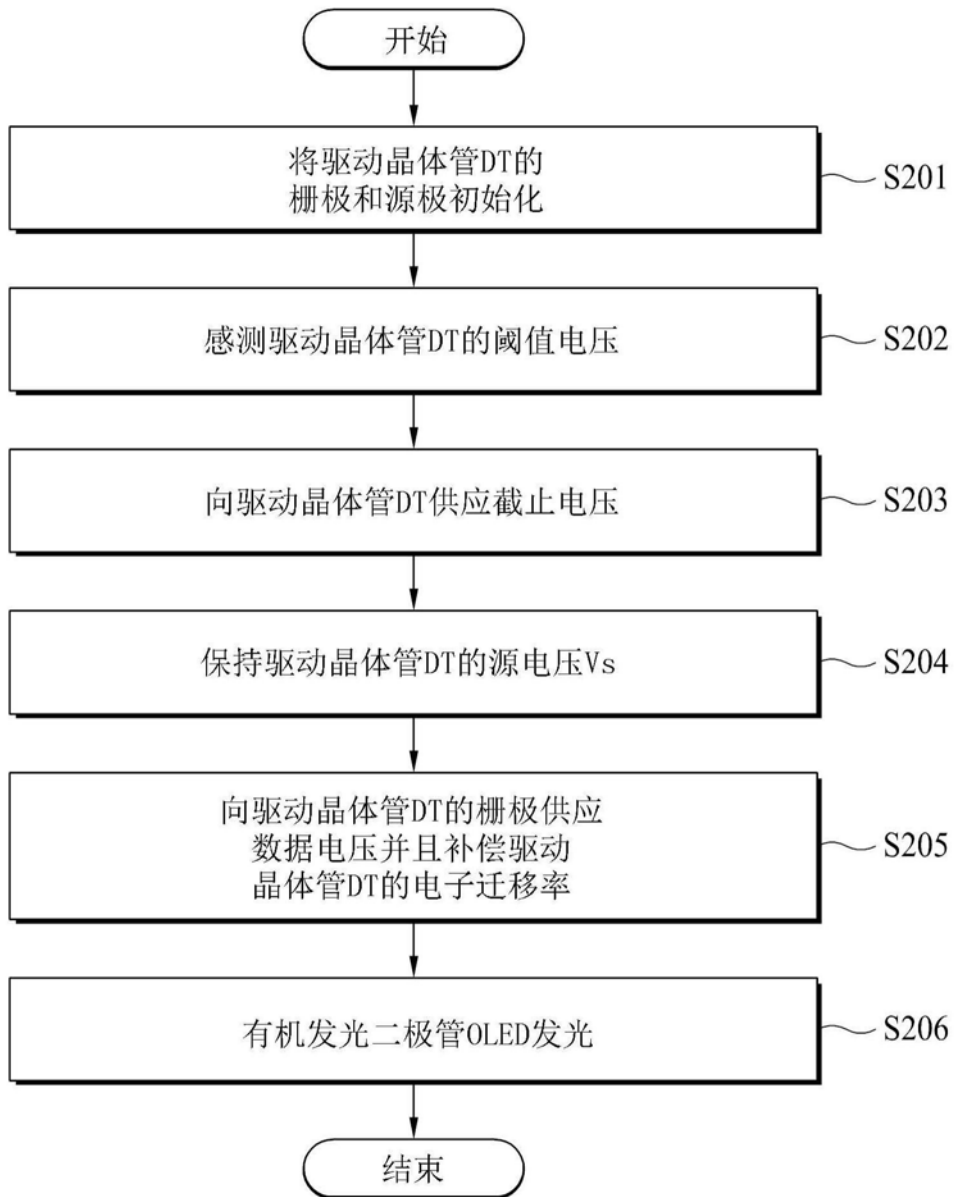 开始
将驱动晶体管DT的
栅极和源极初始化
S201
感测驱动晶体管DT的阈值电压
S202
向驱动晶体管DT供应截止电压
S203
保持驱动晶体管DT的源电压Vs
S204
向驱动晶体管DT的栅极供应
数据电压并且补偿驱动
晶体管DT的电子迁移率
S205
有机发光二极管OLED发光
S206
结束